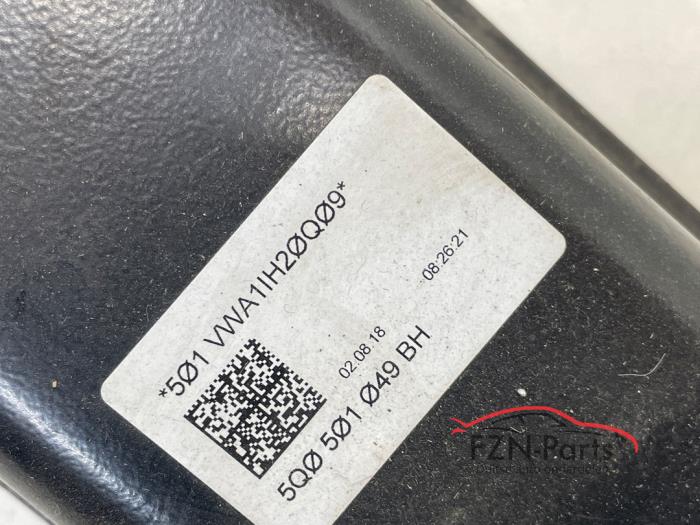 *5Ø1 VWA1IH2ØQØ9*
02.08.18 08:26:21
5QØ 5Ø1 Ø49 BH
FZN-Parts